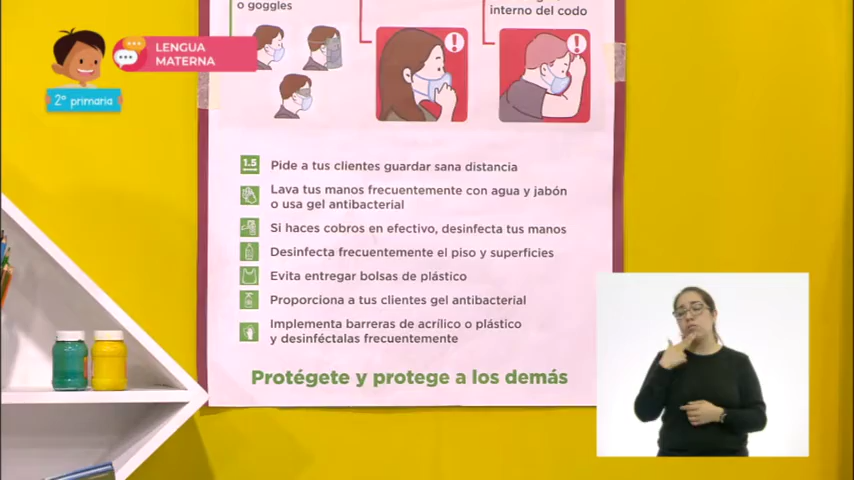 o goggles
interno del codo
LENGUA
MATERNA
2° primaria
1.5
Pide a tus clientes guardar sana distancia
Lava tus manos frecuentemente con agua y jabón
o usa gel antibacterial
Si haces cobros en efectivo, desinfecta tus manos
Desinfecta frecuentemente el piso y superficies
Evita entregar bolsas de plástico
Proporciona a tus clientes gel antibacterial
Implementa barreras de acrílico o plástico
y desinféctalas frecuentemente
Protégete y protege a los demás